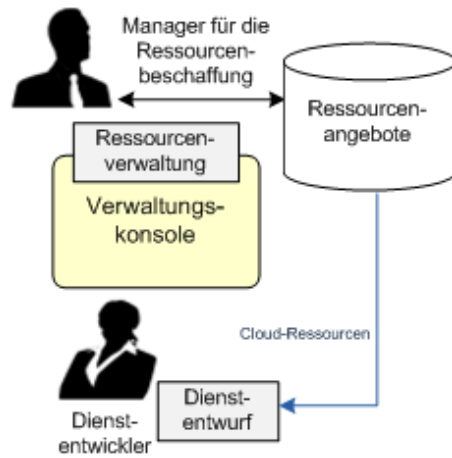 Manager für die
Ressourcen-
beschaffung
Ressourcen-
angebote
Ressourcen-
verwaltung
Verwaltungs-
konsole
Cloud-Ressourcen
Dienst-
entwurf
Dienst-
entwickler